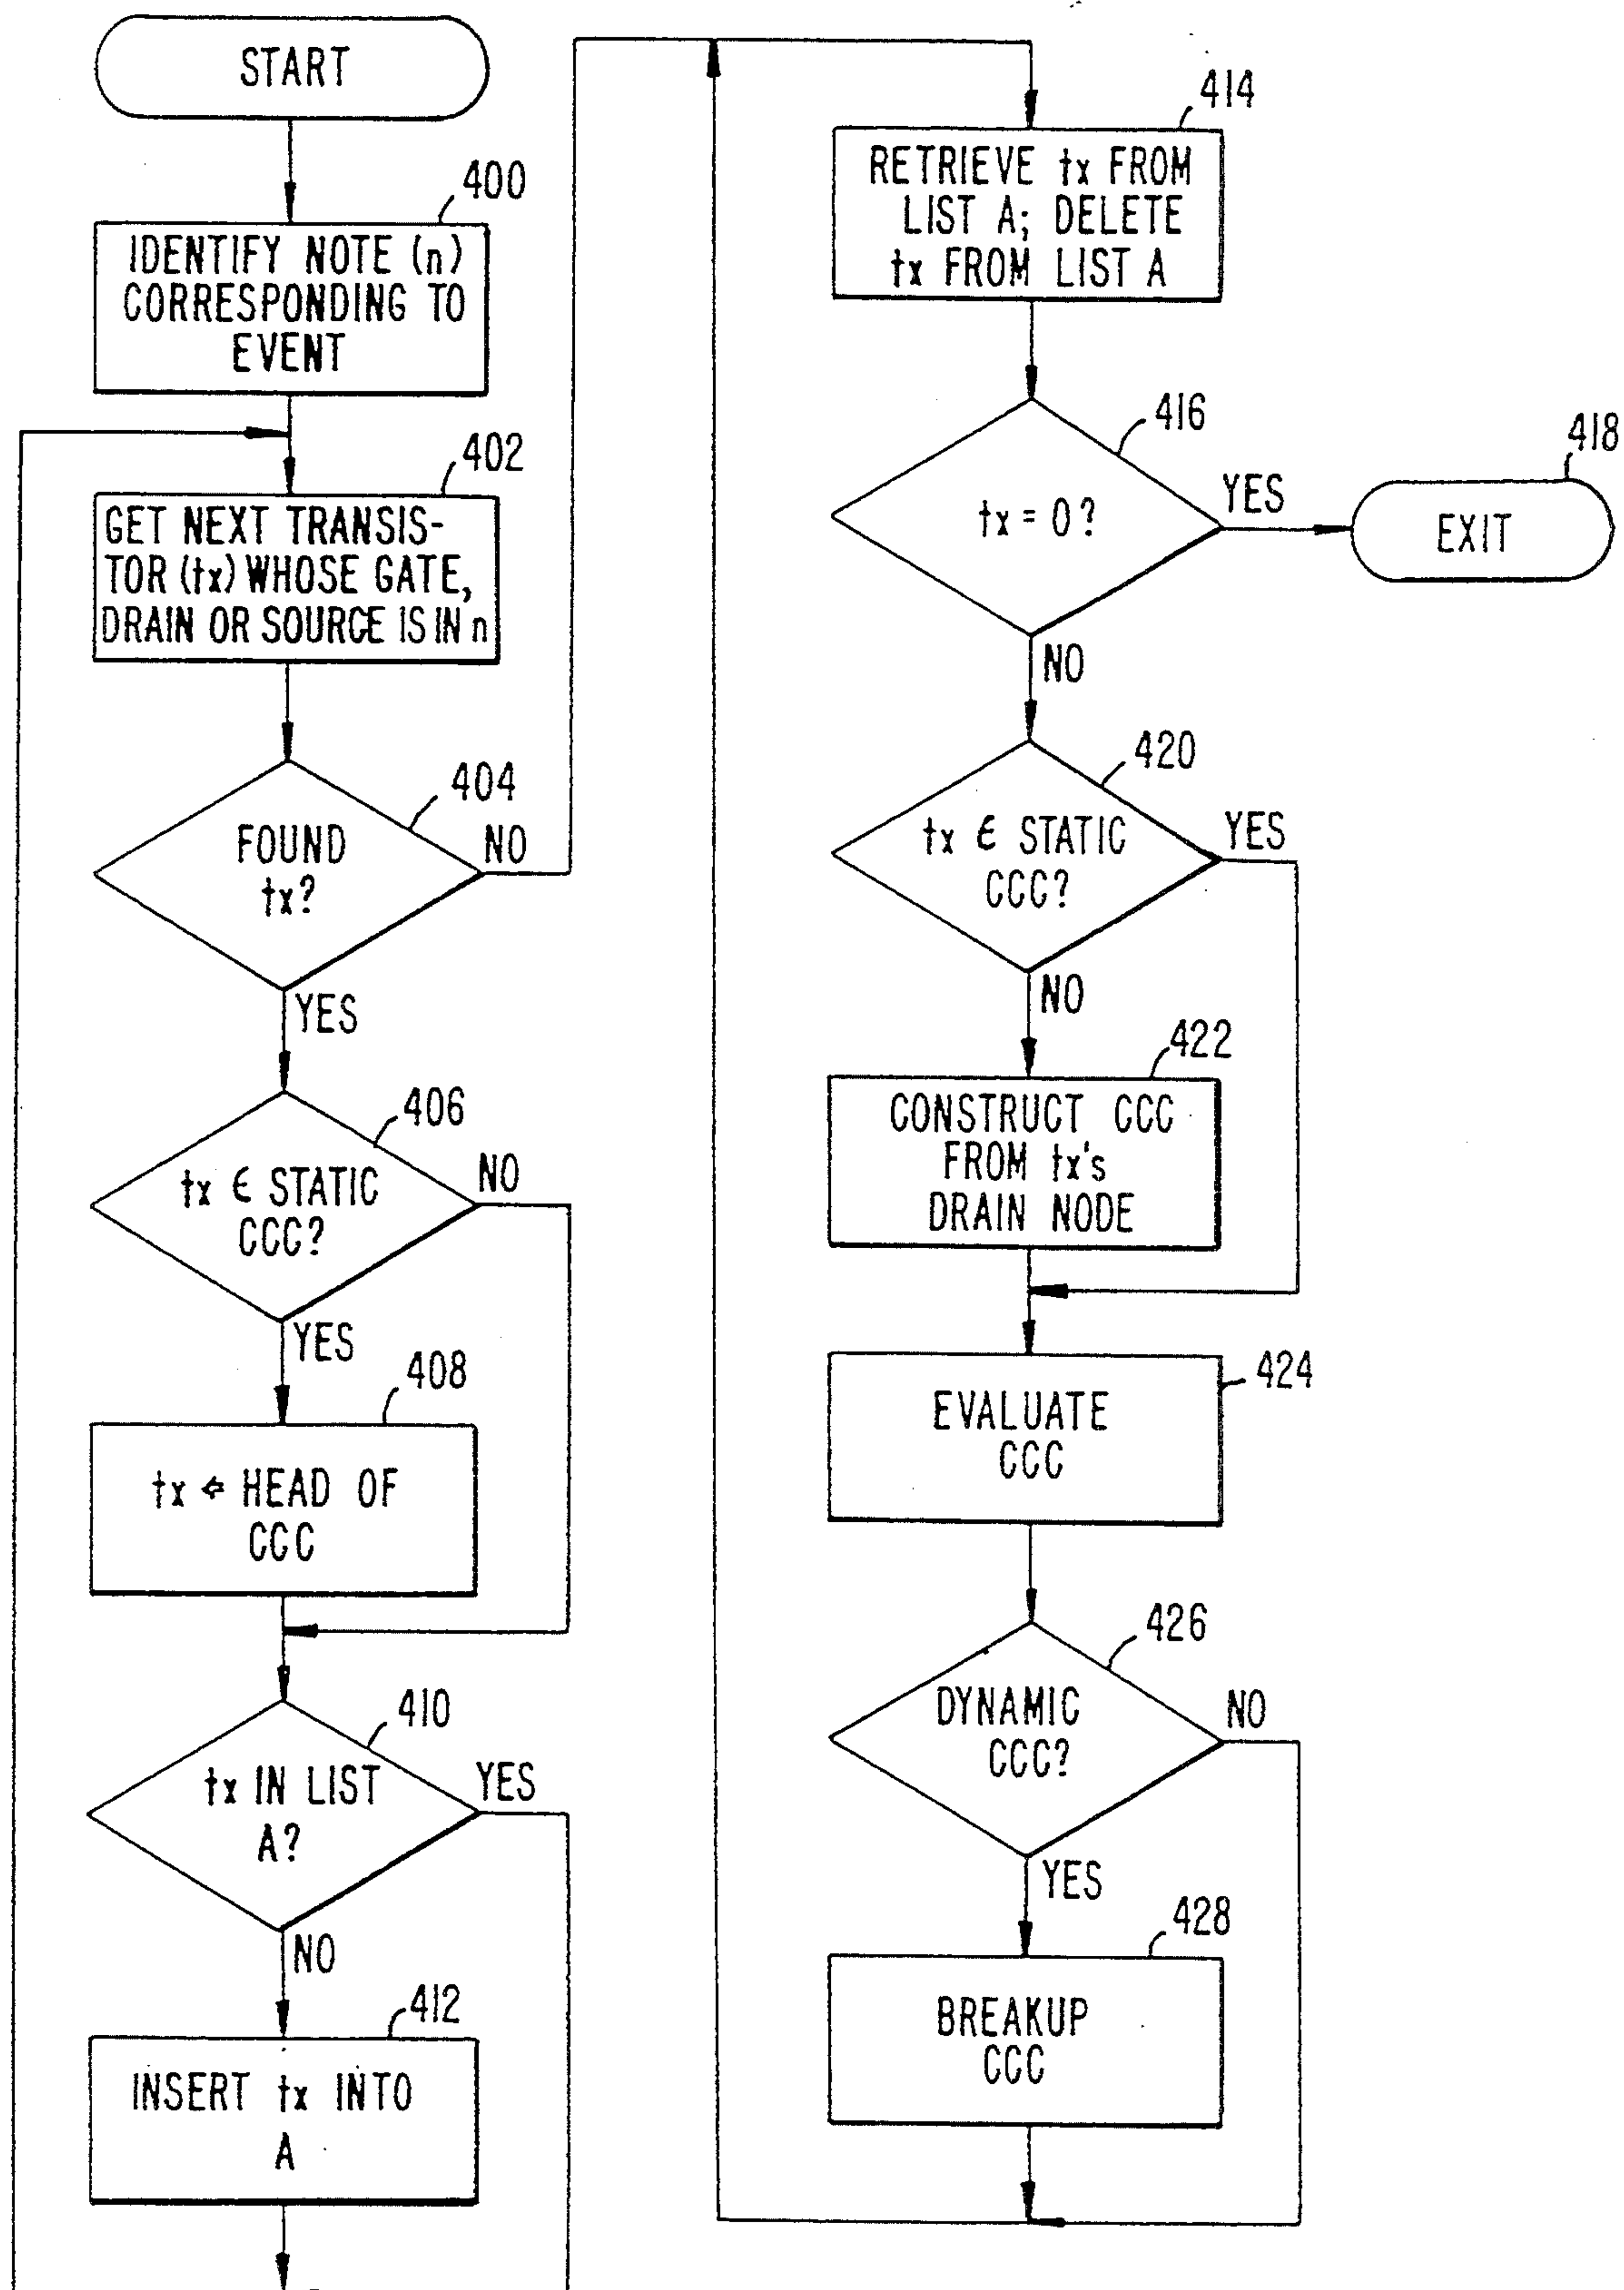 START
400
IDENTIFY NOTE (n)
CORRESPONDING TO
EVENT
402
GET NEXT TRANSIS-
TOR (tx) WHOSE GATE,
DRAIN OR SOURCE IS IN n
404
FOUND
tx?
NO
YES
406
tx ϵ STATIC
CCC?
NO
YES
408
tx ⇐ HEAD OF
CCC
410
tx IN LIST
A?
YES
NO
412
INSERT tx INTO
A
414
RETRIEVE tx FROM
LIST A; DELETE
tx FROM LIST A
416
tx = 0?
YES
418
EXIT
NO
420
tx ϵ STATIC
CCC?
YES
NO
422
CONSTRUCT CCC
FROM tx's
DRAIN NODE
424
EVALUATE
CCC
426
DYNAMIC
CCC?
NO
YES
428
BREAKUP
CCC